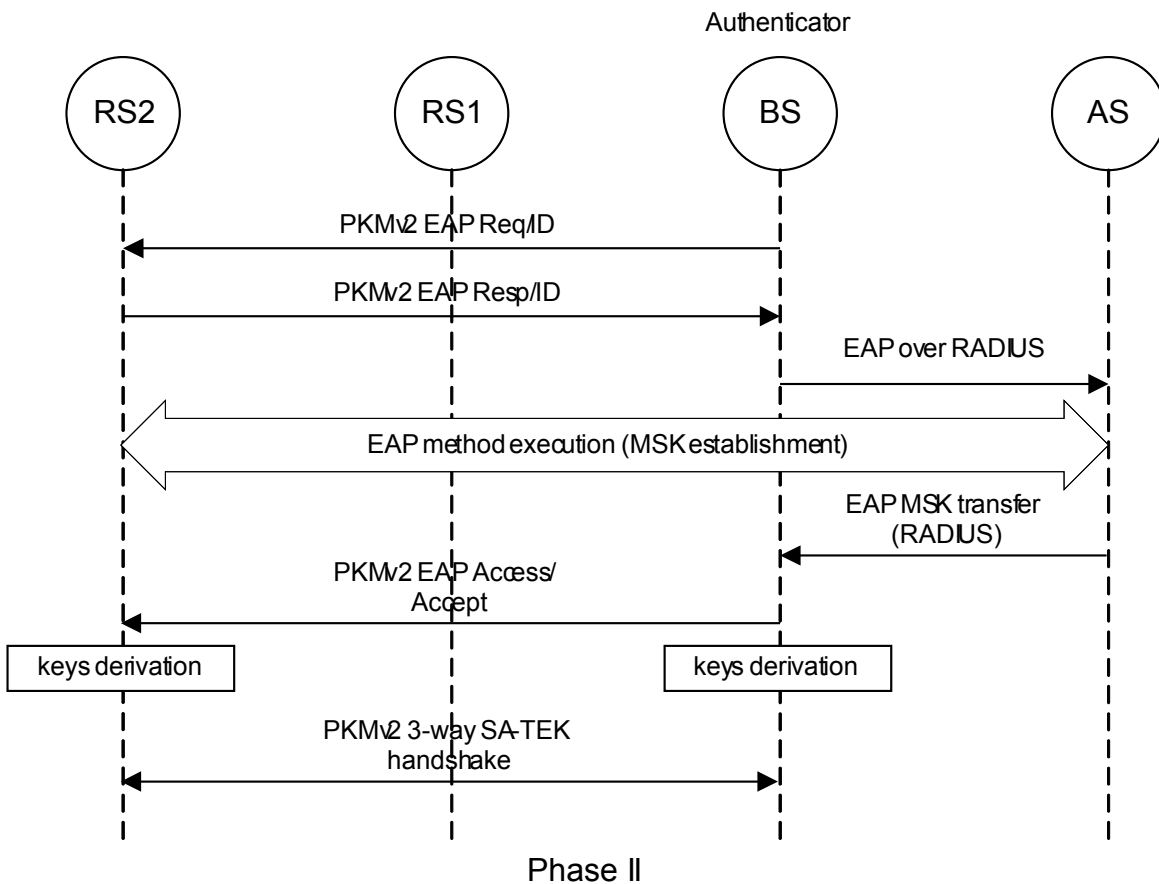 Authenticator
RS2
RS1
BS
AS
PKMv2 EAP Req/ID
PKMv2 EAP Resp/ID
EAP over RADIUS
EAP method execution (MSK establishment)
EAP MSK transfer
(RADIUS)
PKMv2 EAP Access/
Accept
keys derivation
keys derivation
PKMv2 3-way SA-TEK
handshake
Phase II